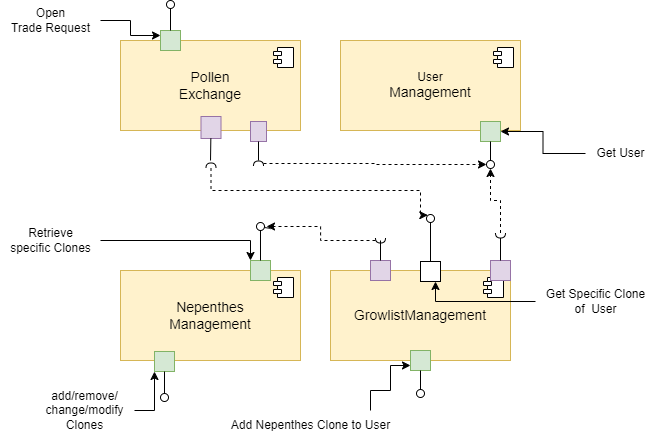 Open
Trade Request
Pollen
Exchange
User
Management
Get User
Retrieve
specific Clones
Nepenthes
Management
GrowlistManagement
Get Specific Clone
of User
add/remove/
change/modify
Clones
Add Nepenthes Clone to User